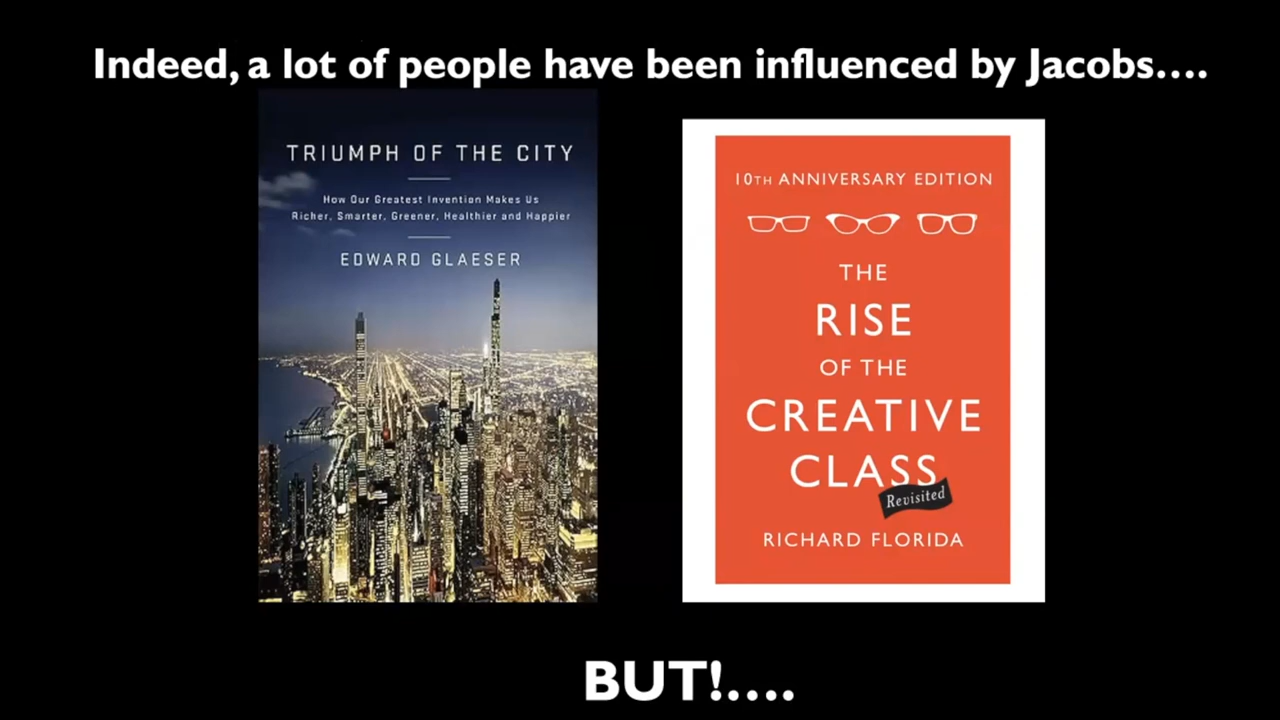 Indeed, a lot of people have been influenced by Jacobs....
TRIUMPH OF THE CITY
How Our Greatest Invention Makes Us
Richer, Smarter, Greener, Healthier and Happier
EDWARD GLAESER
10TH ANNIVERSARY EDITION
THE
RISE
OF THE
CREATIVE
CLASS
Revisited
RICHARD FLORIDA
BUT!....